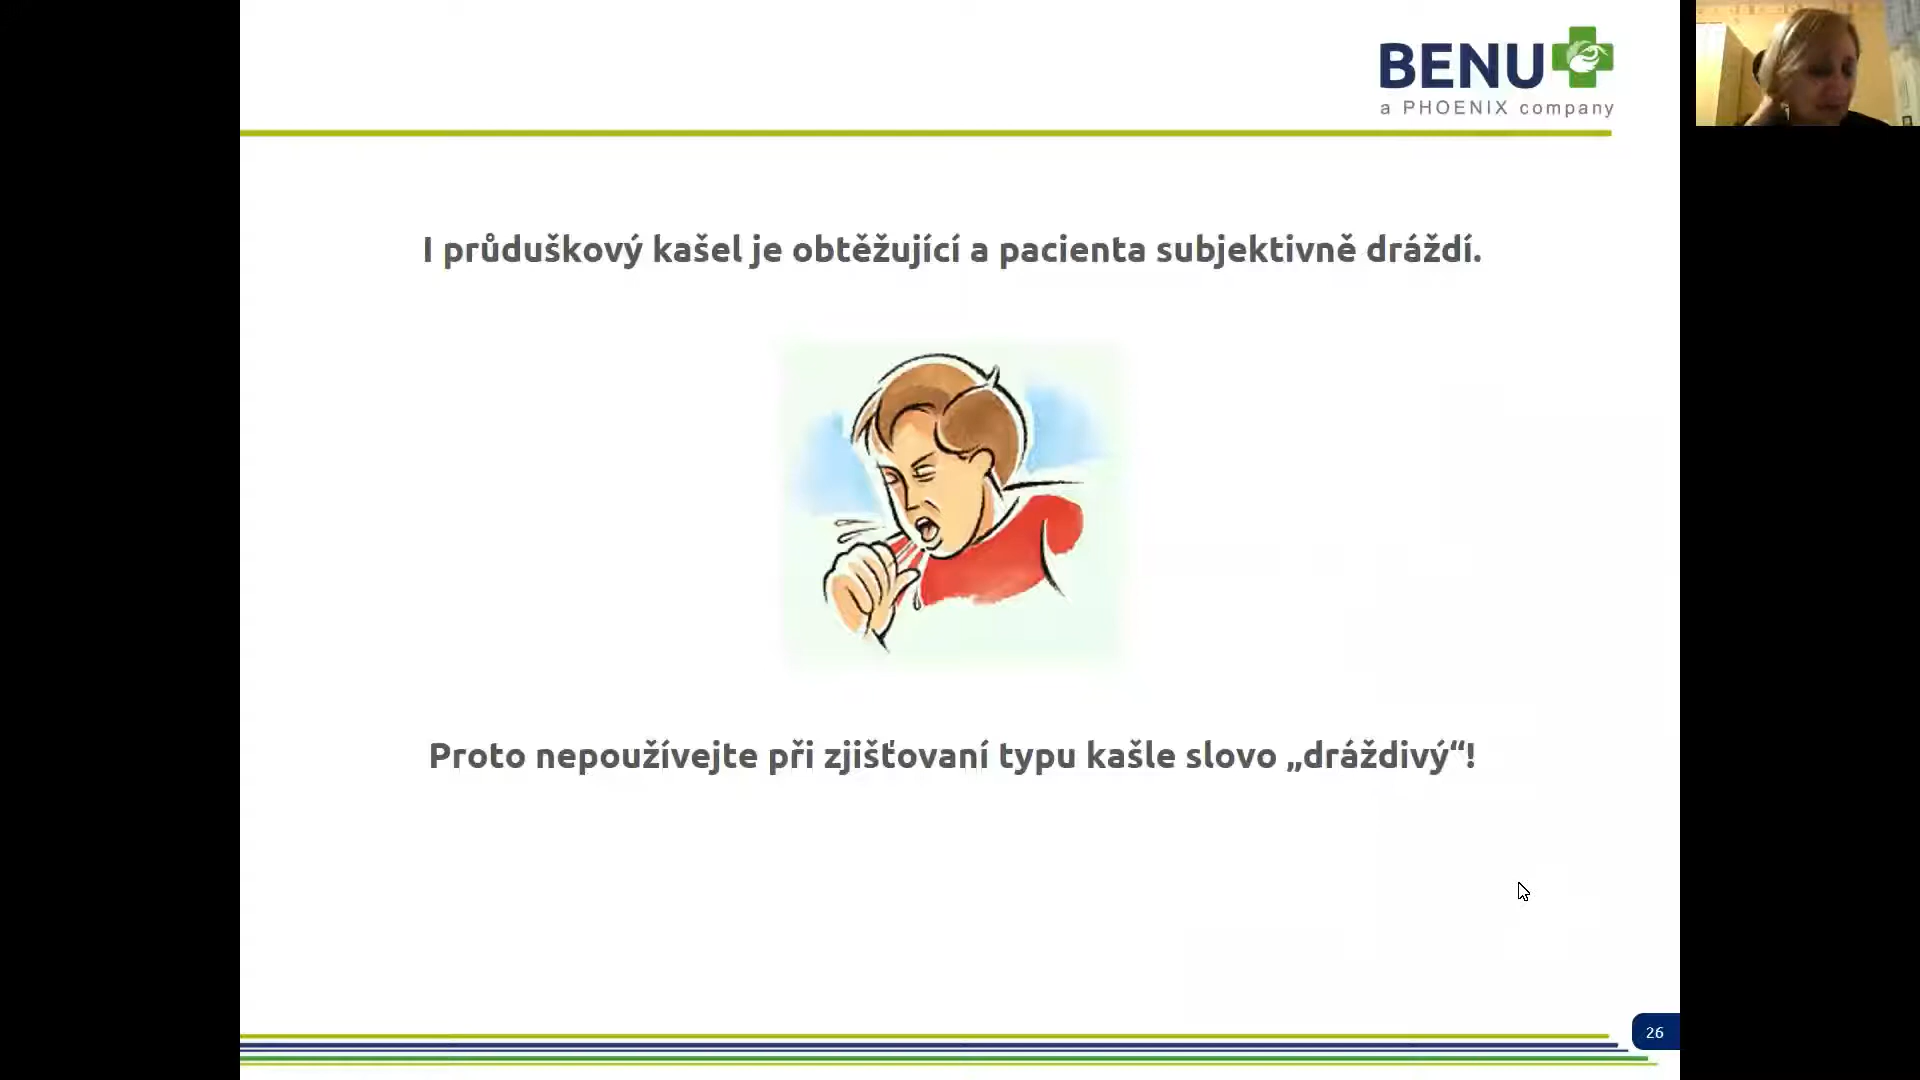 BENU
a PHOENIX company
I průduškový kašel je obtěžující a pacienta subjektivně dráždí.
Proto nepoužívejte při zjišťovaní typu kašle slovo „dráždivý“!
26